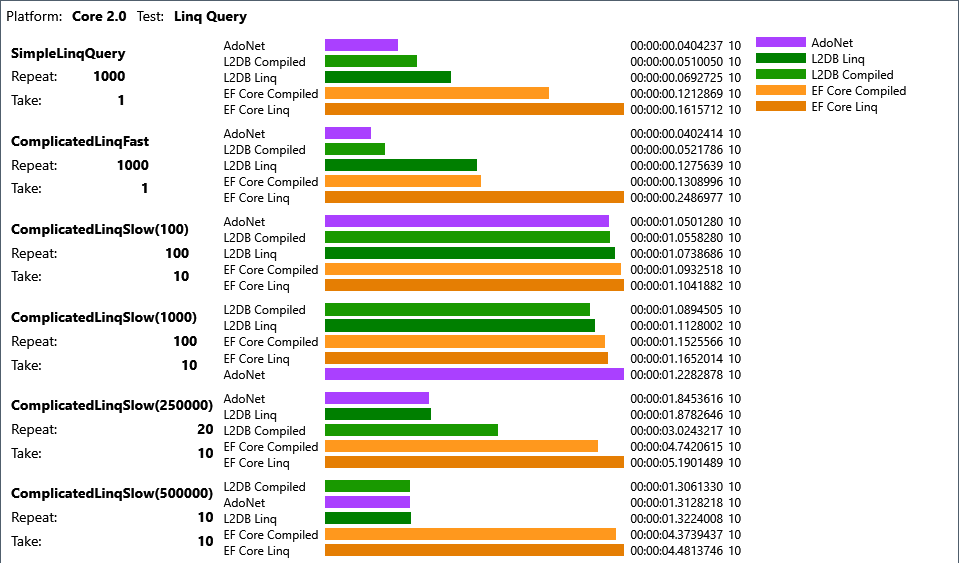 Platform: Core 2.0 Test: Linq Query
SimpleLinqQuery
Repeat: 1000
Take: 1
AdoNet 00:00:00.0404237 10
L2DB Compiled 00:00:00.0510050 10
L2DB Linq 00:00:00.0692725 10
EF Core Compiled 00:00:00.1212869 10
EF Core Linq 00:00:00.1615712 10
AdoNet
L2DB Linq
L2DB Compiled
EF Core Compiled
EF Core Linq
ComplicatedLinqFast
Repeat: 1000
Take: 1
AdoNet 00:00:00.0402414 10
L2DB Compiled 00:00:00.0521786 10
L2DB Linq 00:00:00.1275639 10
EF Core Compiled 00:00:00.1308996 10
EF Core Linq 00:00:00.2486977 10
ComplicatedLinqSlow(100)
Repeat: 100
Take: 10
AdoNet 00:00:01.0501280 10
L2DB Compiled 00:00:01.0558280 10
L2DB Linq 00:00:01.0738686 10
EF Core Compiled 00:00:01.0932518 10
EF Core Linq 00:00:01.1041882 10
ComplicatedLinqSlow(1000)
Repeat: 100
Take: 10
L2DB Compiled 00:00:01.0894505 10
L2DB Linq 00:00:01.1128002 10
EF Core Compiled 00:00:01.1525566 10
EF Core Linq 00:00:01.1652014 10
AdoNet 00:00:01.2282878 10
ComplicatedLinqSlow(250000)
Repeat: 20
Take: 10
AdoNet 00:00:01.8453616 10
L2DB Linq 00:00:01.8782646 10
L2DB Compiled 00:00:03.0243217 10
EF Core Compiled 00:00:04.7420615 10
EF Core Linq 00:00:05.1901489 10
ComplicatedLinqSlow(500000)
Repeat: 10
Take: 10
L2DB Compiled 00:00:01.3061330 10
AdoNet 00:00:01.3128218 10
L2DB Linq 00:00:01.3224008 10
EF Core Compiled 00:00:04.3739437 10
EF Core Linq 00:00:04.4813746 10